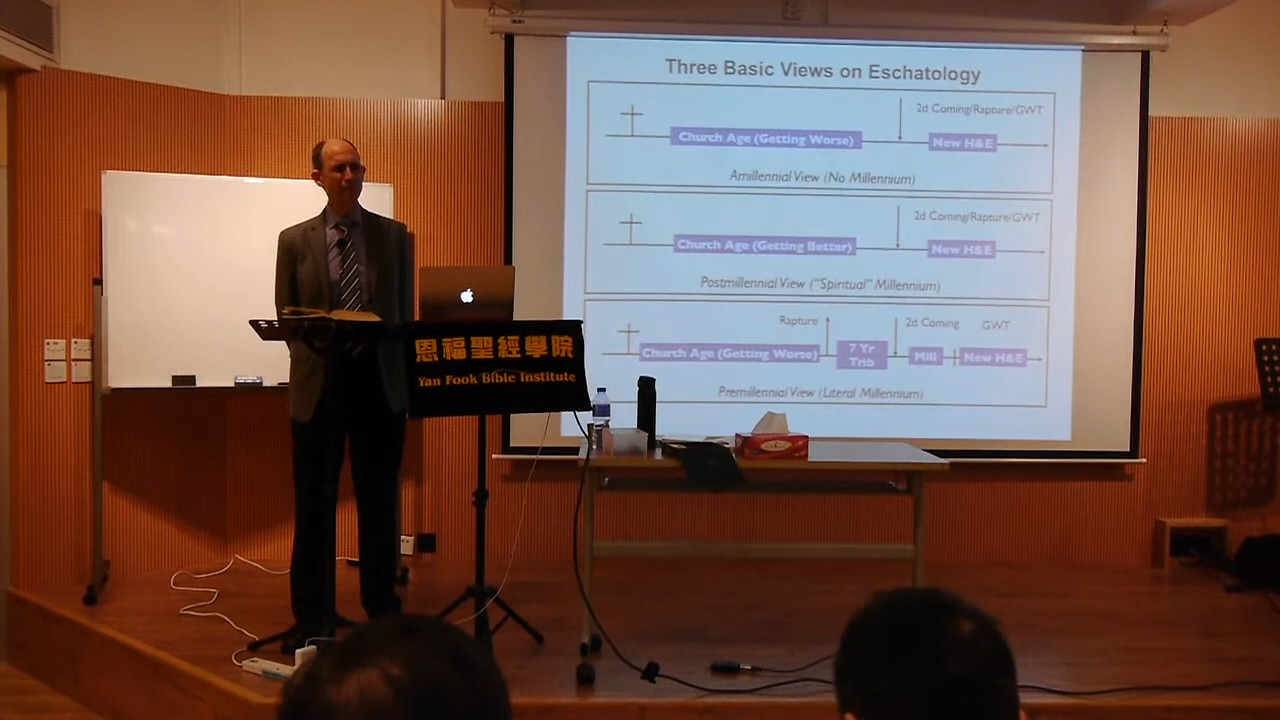 Three Basic Views on Eschatology
2d Coming/Rapture/GWT
Church Age (Getting Worse)
New H&E
Amillennial View (No Millennium)
2d Coming/Rapture/GWT
Church Age (Getting Better)
New H&E
Postmillennial View ("Spiritual" Millennium)
Rapture
2d Coming
GWT
Church Age (Getting Worse)
7 Yr
Trib
Mill
New H&E
Premillennial View (Literal Millennium)
恩福聖經學院
Yan Fook Bible Institute